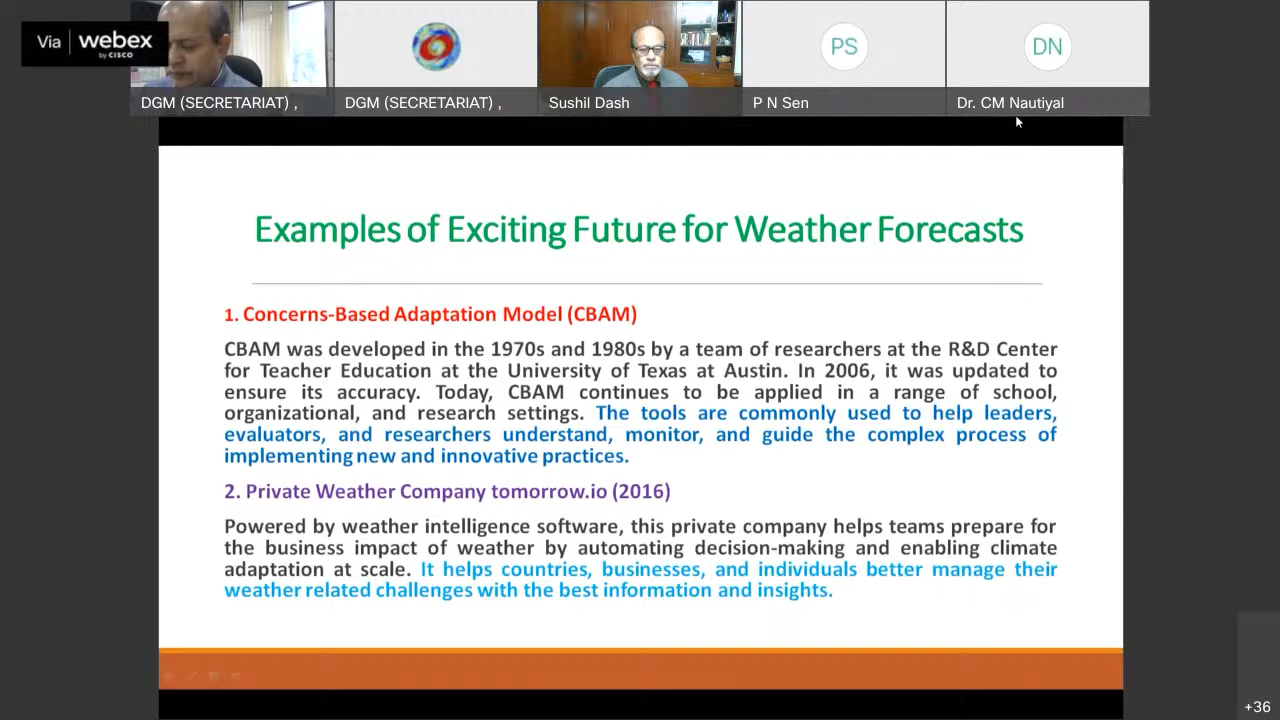 Via webex
by CISCO
PS
DN
DGM (SECRETARIAT) ,
DGM (SECRETARIAT) ,
Sushil Dash
P N Sen
Dr. CM Nautiyal
Examples of Exciting Future for Weather Forecasts
1. Concerns-Based Adaptation Model (CBAM)
CBAM was developed in the 1970s and 1980s by a team of researchers at the R&D Center
for Teacher Education at the University of Texas at Austin. In 2006, it was updated to
ensure its accuracy. Today, CBAM continues to be applied in a range of school,
organizational, and research settings. The tools are commonly used to help leaders,
evaluators, and researchers understand, monitor, and guide the complex process of
implementing new and innovative practices.
2. Private Weather Company tomorrow.io (2016)
Powered by weather intelligence software, this private company helps teams prepare for
the business impact of weather by automating decision-making and enabling climate
adaptation at scale. It helps countries, businesses, and individuals better manage their
weather related challenges with the best information and insights.
+36